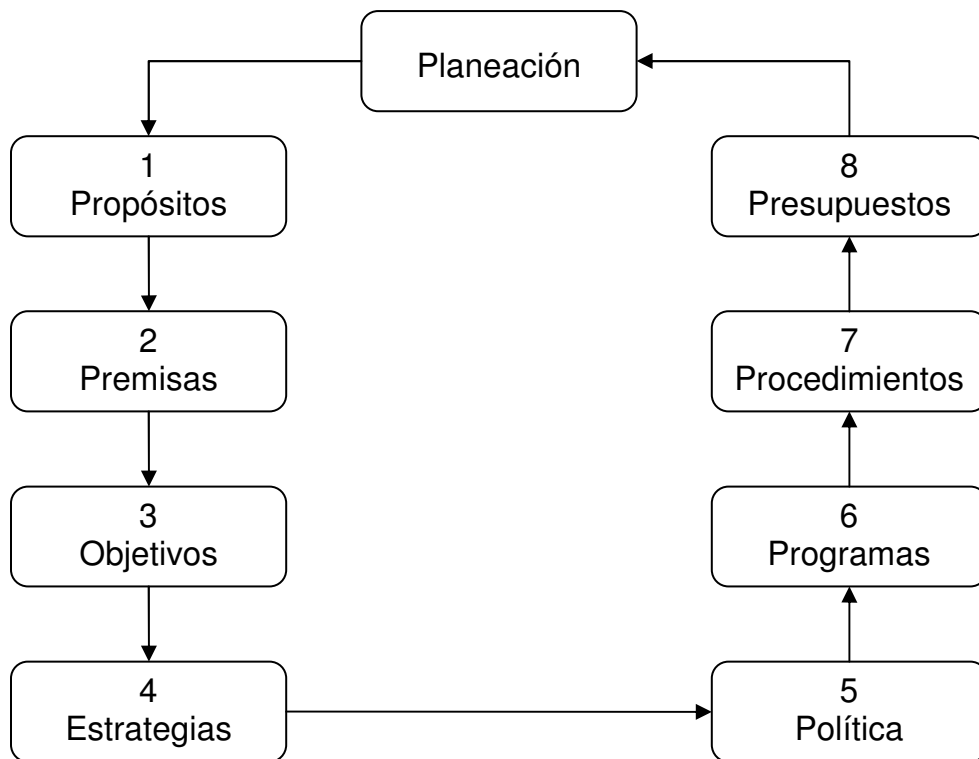 Planeación
1
Propósitos
2
Premisas
3
Objetivos
4
Estrategias
5
Política
6
Programas
7
Procedimientos
8
Presupuestos